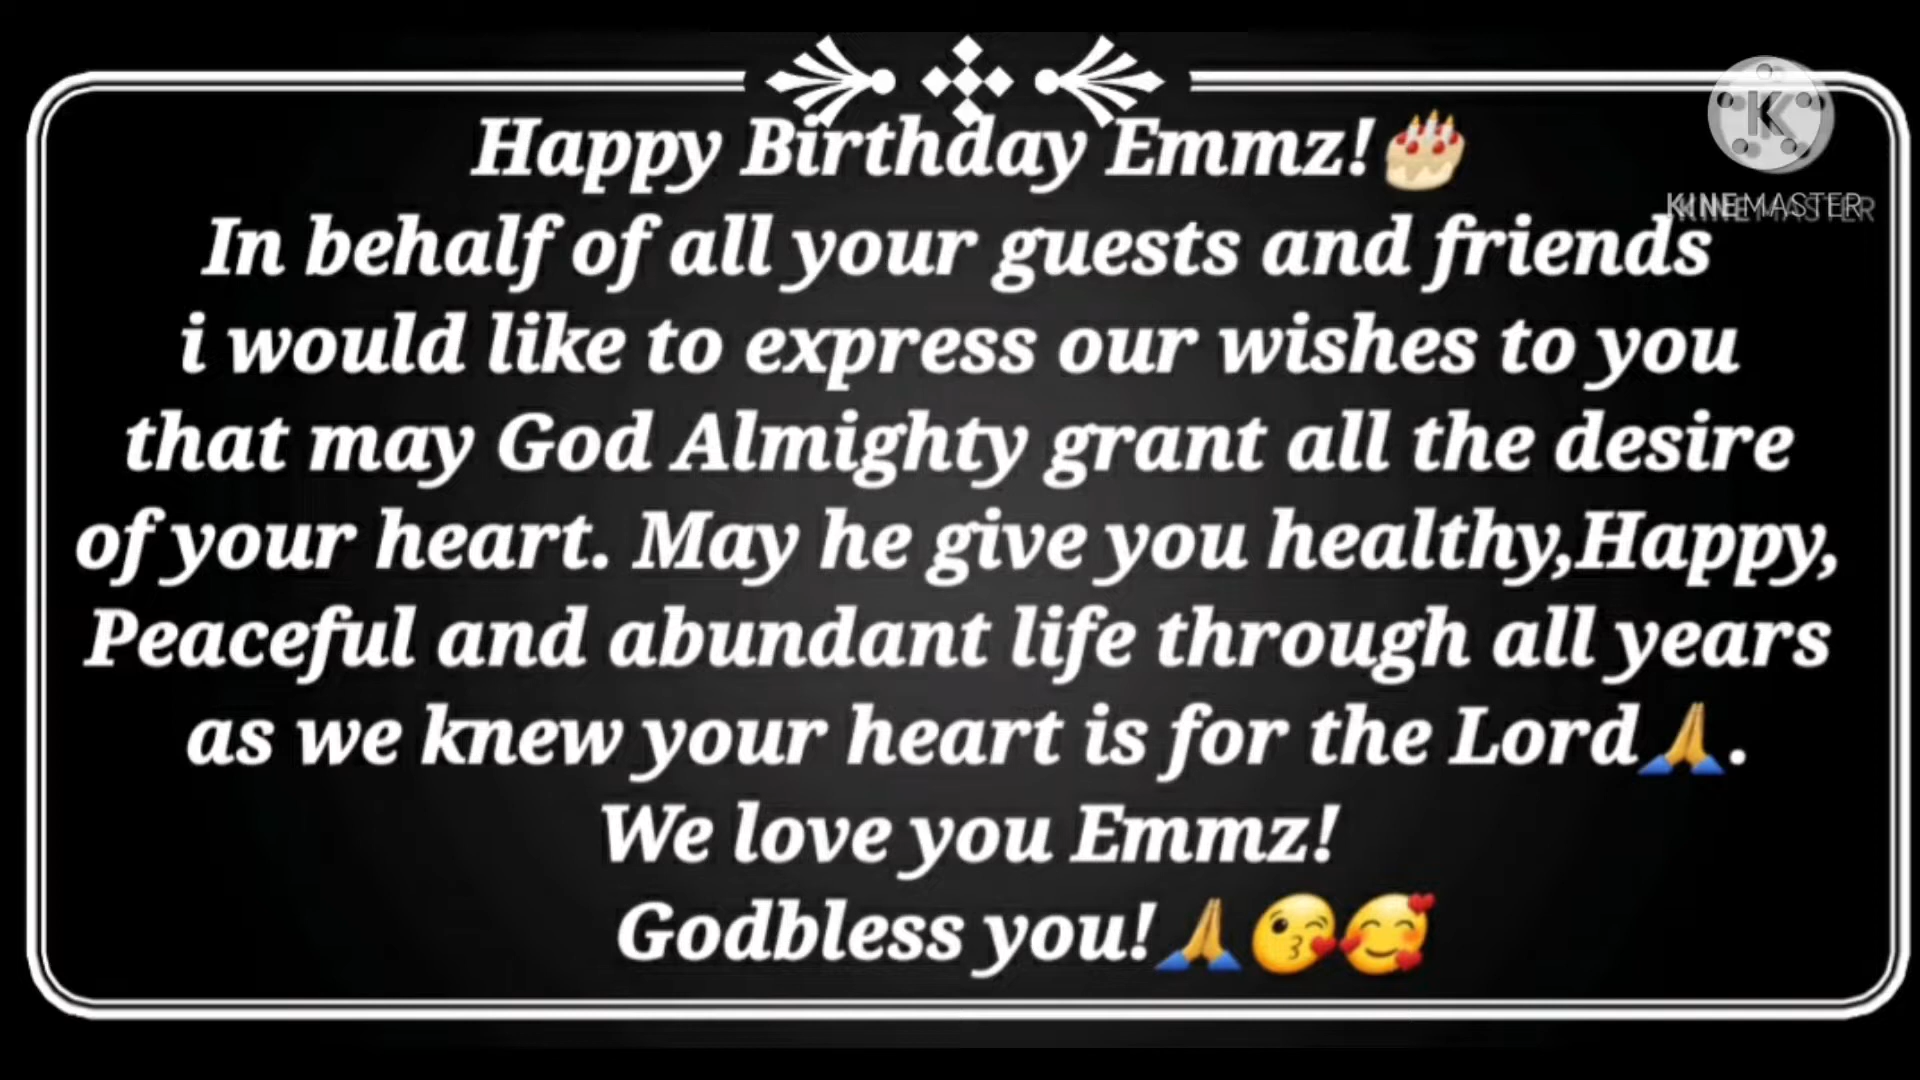 Happy Birthday Emmz!🎂
In behalf of all your guests and friends
i would like to express our wishes to you
that may God Almighty grant all the desire
of your heart. May he give you healthy,Happy,
Peaceful and abundant life through all years
as we knew your heart is for the Lord🙏.
We love you Emmz!
Godbless you!🙏😘🥰
K
KINEMASTER